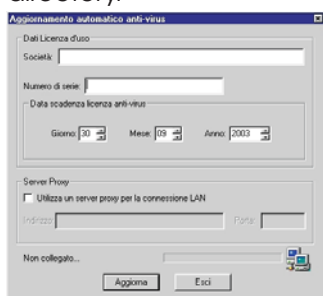 directory.
Aggiornamento automatico anti-virus
Dati Licenza d'uso
Società:
Numero di serie:
Data scadenza licenza anti-virus
Giorno: 30 Mese: 09 Anno: 2003
Server Proxy
Utilizza un server proxy per la connessione LAN
Indirizzo: Porta:
Non collegato...
Aggiorna Esci